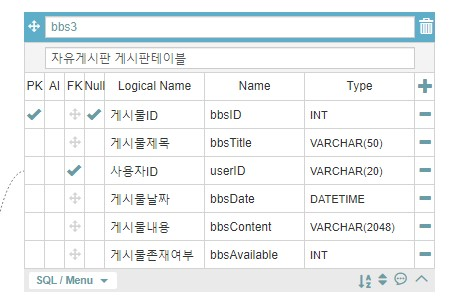 bbs3
자유게시판 게시판테이블
PK AI FK Null Logical Name Name Type
게시물ID bbsID INT
게시물제목 bbsTitle VARCHAR(50)
사용자ID userID VARCHAR(20)
게시물날짜 bbsDate DATETIME
게시물내용 bbsContent VARCHAR(2048)
게시물존재여부 bbsAvailable INT
SQL / Menu